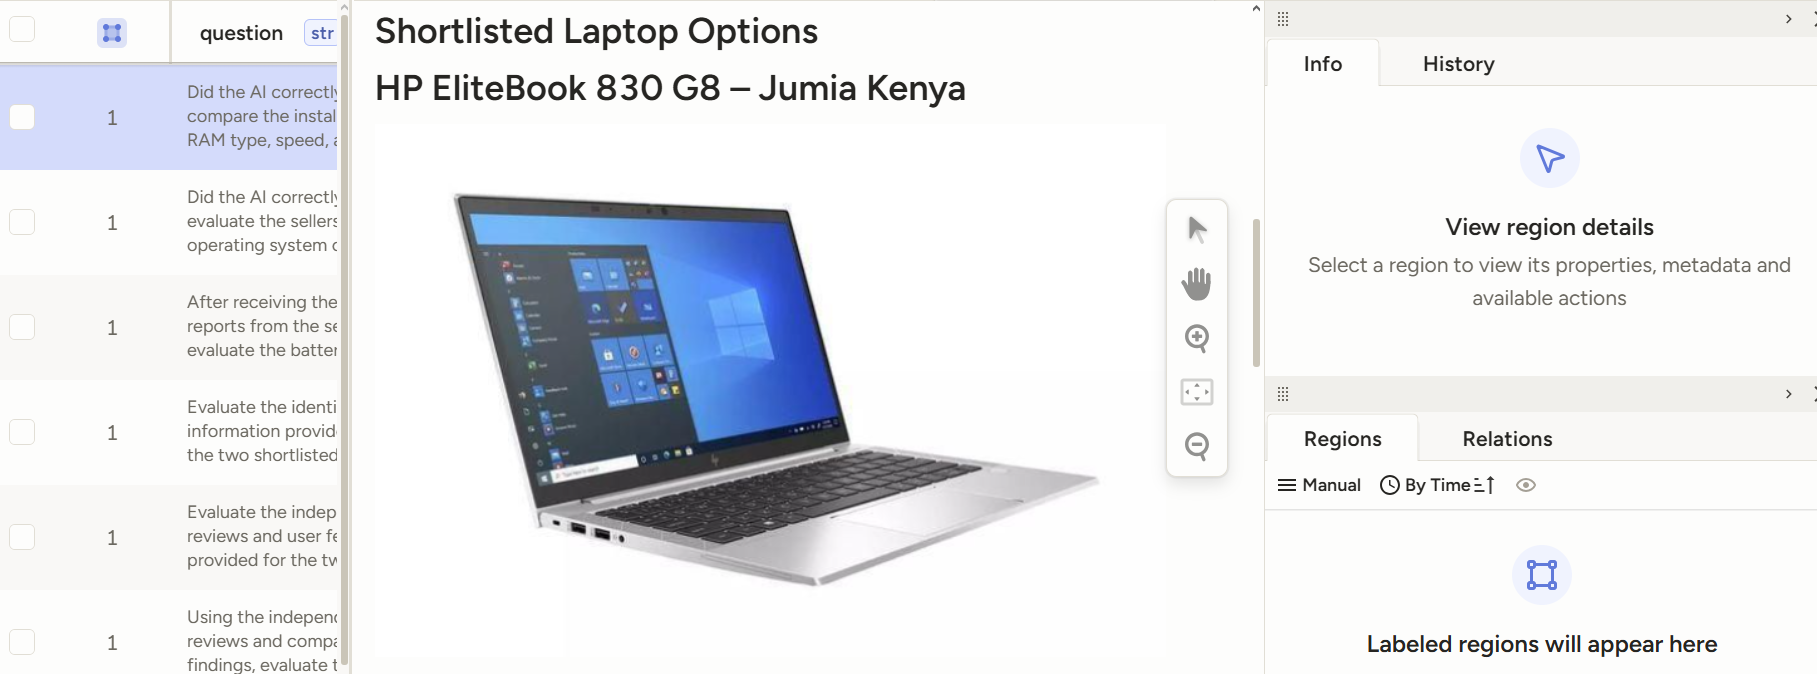 question str
1
Did the AI correctly
compare the instal
RAM type, speed, a
1
Did the AI correctly
evaluate the sellers
operating system c
1
After receiving the
reports from the se
evaluate the batter
1
Evaluate the identi
information provid
the two shortlisted
1
Evaluate the indep
reviews and user fe
provided for the tw
1
Using the independ
reviews and compa
findings, evaluate t
Shortlisted Laptop Options
HP EliteBook 830 G8 – Jumia Kenya
Info History
View region details
Select a region to view its properties, metadata and
available actions
Regions Relations
Manual By Time
Labeled regions will appear here